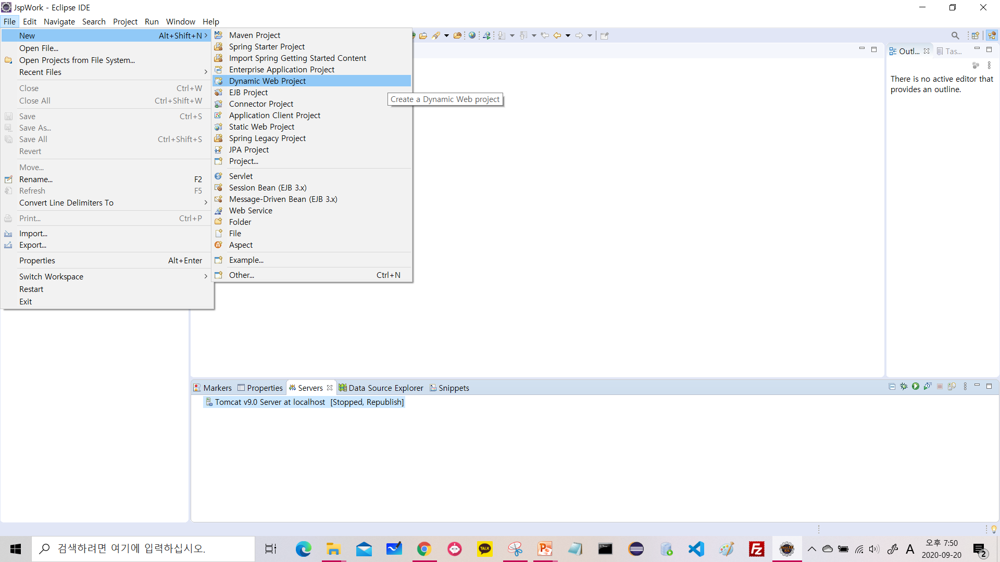 JspWork - Eclipse IDE
File Edit Navigate Search Project Run Window Help
New Alt+Shift+N
Open File...
Open Projects from File System...
Recent Files
Close Ctrl+W
Close All Ctrl+Shift+W
Save Ctrl+S
Save As...
Save All Ctrl+Shift+S
Revert
Move...
Rename... F2
Refresh F5
Convert Line Delimiters To
Print... Ctrl+P
Import...
Export...
Properties Alt+Enter
Switch Workspace
Restart
Exit
Maven Project
Spring Starter Project
Import Spring Getting Started Content
Enterprise Application Project
Dynamic Web Project
EJB Project
Connector Project
Application Client Project
Static Web Project
Spring Legacy Project
JPA Project
Project...
Servlet
Session Bean (EJB 3.x)
Message-Driven Bean (EJB 3.x)
Web Service
Folder
File
Aspect
Example...
Other... Ctrl+N
Create a Dynamic Web project
Outl... Tas...
There is no active editor that
provides an outline.
Markers Properties Servers Data Source Explorer Snippets
Tomcat v9.0 Server at localhost [Stopped, Republish]
검색하려면 여기에 입력하십시오.
TALK
A
오후 7:50
2020-09-20
2